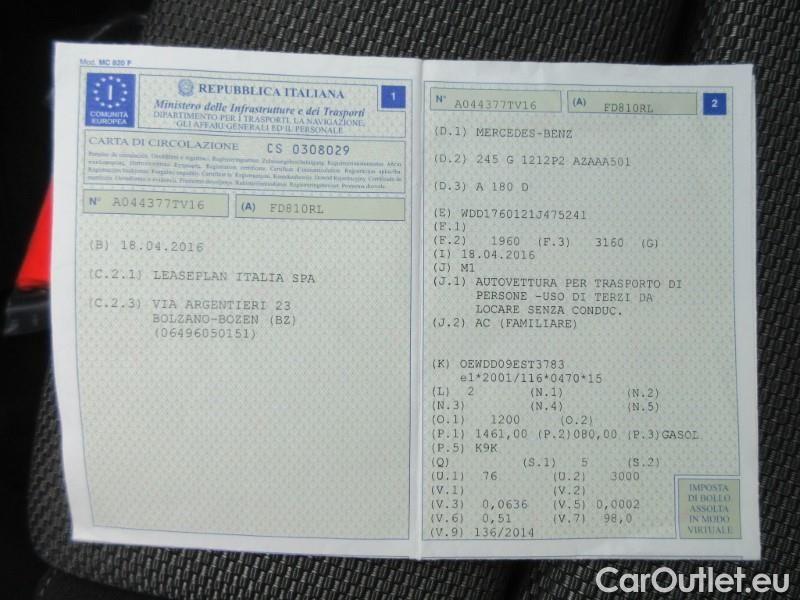 Mod. MC 820 F
I
COMUNITÀ
EUROPEA
REPUBBLICA ITALIANA
Ministero delle Infrastrutture e dei Trasporti
DIPARTIMENTO PER I TRASPORTI, LA NAVIGAZIONE,
GLI AFFARI GENERALI ED IL PERSONALE
1
CARTA DI CIRCOLAZIONE CS 0308029
N° A044377TV16 (A) FD810RL
(B) 18.04.2016
(C.2.1) LEASEPLAN ITALIA SPA
(C.2.3) VIA ARGENTIERI 23
BOLZANO-BOZEN (BZ)
(06496050151)
N° A044377TV16 (A) FD810RL
2
(D.1) MERCEDES-BENZ
(D.2) 245 G 1212P2 AZAAA501
(D.3) A 180 D
(E) WDD1760121J475241
(F.1)
(F.2) 1960 (F.3) 3160 (G)
(I) 18.04.2016
(J) M1
(J.1) AUTOVETTURA PER TRASPORTO DI
PERSONE -USO DI TERZI DA
LOCARE SENZA CONDUC.
(J.2) AC (FAMILIARE)
(K) OEWDD09EST3783
e1*2001/116*0470*15
(L) 2 (N.1) (N.2)
(N.3) (N.4) (N.5)
(O.1) 1200 (O.2)
(P.1) 1461,00 (P.2)080,00 (P.3)GASOL
(P.5) K9K
(Q) (S.1) 5 (S.2)
(U.1) 76 (U.2) 3000
(V.1) (V.2)
(V.3) 0,0636 (V.5) 0,0002
(V.6) 0,51 (V.7) 98,0
(V.9) 136/2014
IMPOSTA
DI BOLLO
ASSOLTA
IN MODO
VIRTUALE
CarOutlet.eu